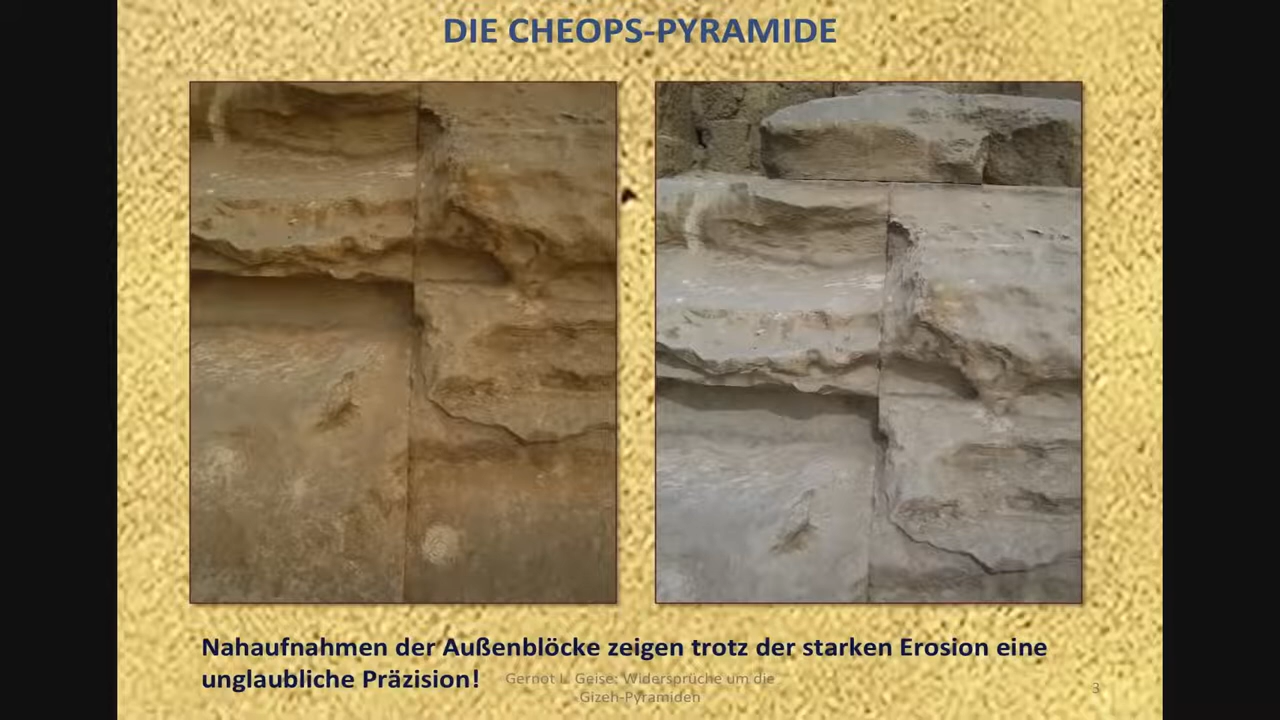 DIE CHEOPS-PYRAMIDE
Nahaufnahmen der Außenblöcke zeigen trotz der starken Erosion eine
unglaubliche Präzision!
Gernot L. Geise: Widersprüche um die
Gizeh-Pyramiden
3